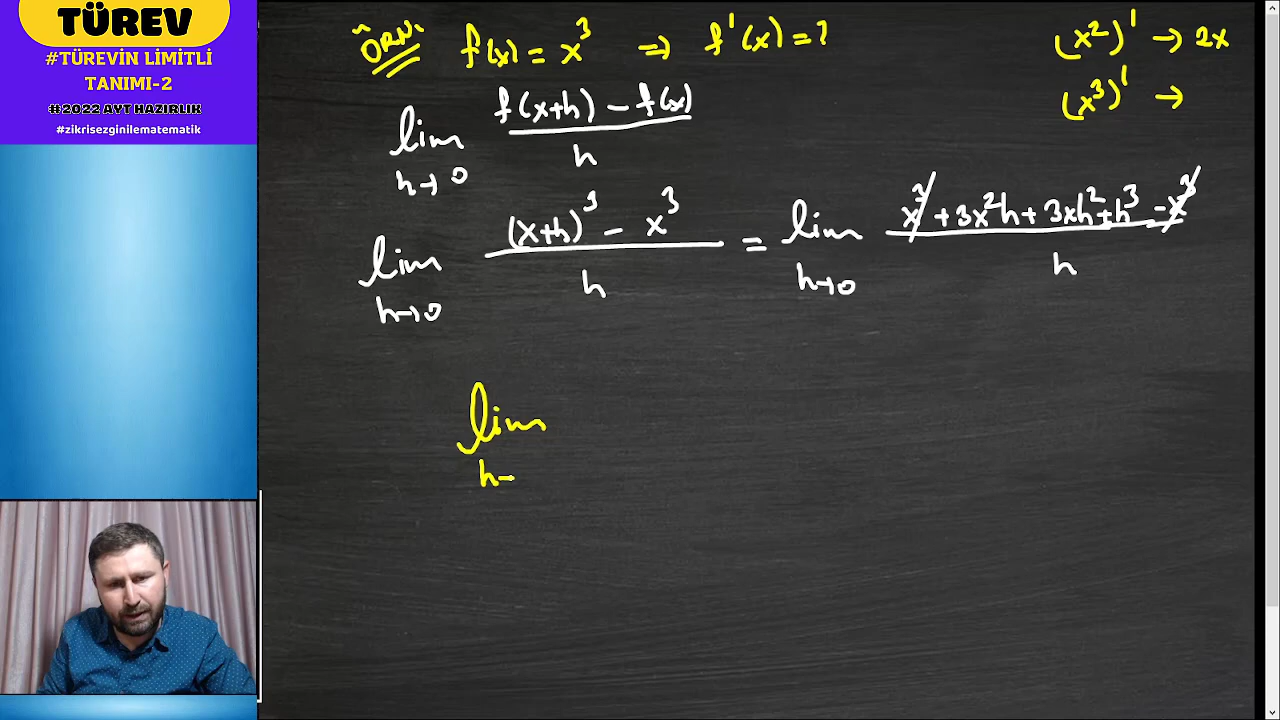 TÜREV
#TÜREVİN LİMİTLİ
TANIMI-2
#2022 AYT HAZIRLIK
#zikrisezginilematematik
ÖRN: f(x) = x³ ⇒ f'(x) = ?
(x²)' → 2x
(x³)' →
lim h→0 f(x+h) - f(x) / h
lim h→0 (x+h)³ - x³ / h = lim h→0 x³ + 3x²h + 3xh² + h³ - x³ / h
lim h-